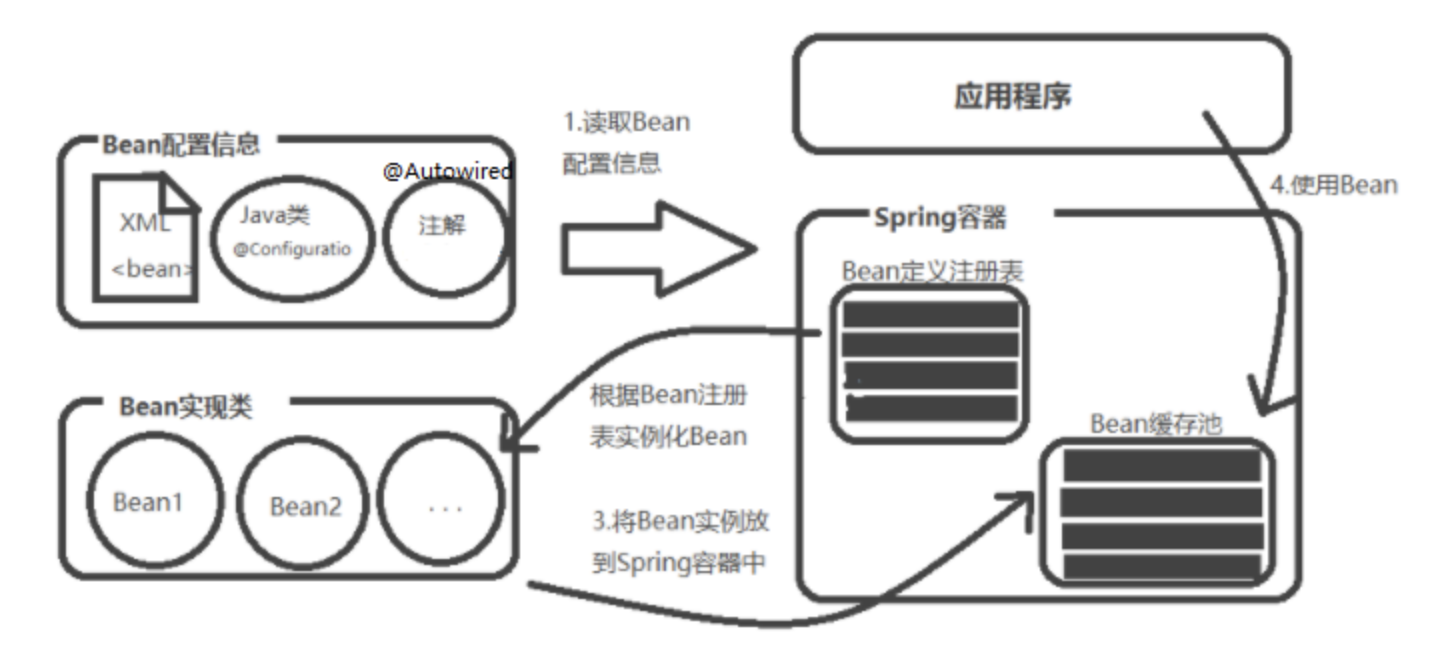 应用程序
1.读取Bean
配置信息
Bean配置信息
@Autowired
XML
<bean>
Java类
@Configuratio
注解
4.使用Bean
Spring容器
Bean定义注册表
根据Bean注册
表实例化Bean
Bean实现类
Bean1
Bean2
...
Bean缓存池
3.将Bean实例放
到Spring容器中